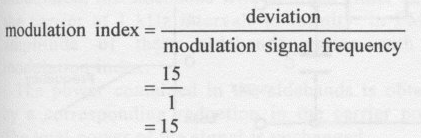 modulation index = deviation / modulation signal frequency
= 15 / 1
= 15